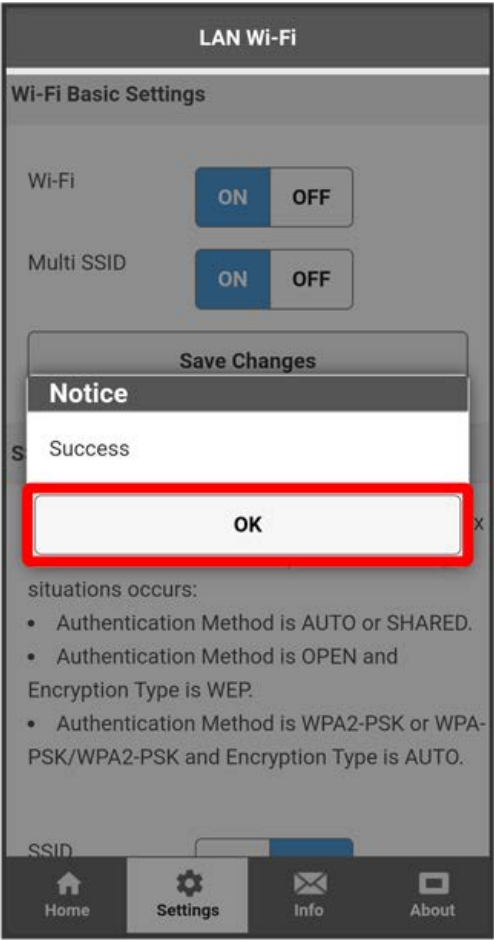 LAN Wi-Fi
Wi-Fi Basic Settings
Wi-Fi
ON OFF
Multi SSID
ON OFF
Save Changes
Notice
S
Success
OK
x
situations occurs:
• Authentication Method is AUTO or SHARED.
• Authentication Method is OPEN and
Encryption Type is WEP.
• Authentication Method is WPA2-PSK or WPA-
PSK/WPA2-PSK and Encryption Type is AUTO.
SSID
Home Settings Info About